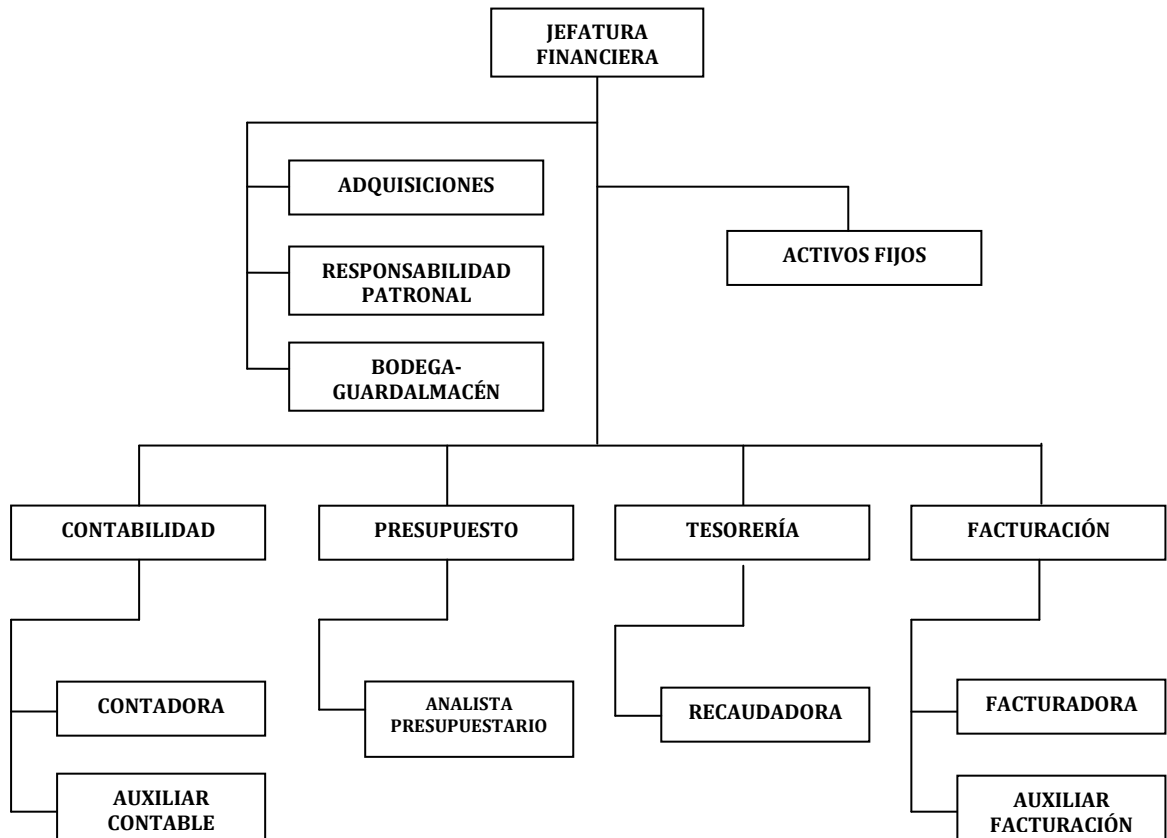 JEFATURA
FINANCIERA
ADQUISICIONES
RESPONSABILIDAD
PATRONAL
BODEGA-
GUARDALMACÉN
ACTIVOS FIJOS
CONTABILIDAD
PRESUPUESTO
TESORERÍA
FACTURACIÓN
CONTADORA
ANALISTA
PRESUPUESTARIO
RECAUDADORA
FACTURADORA
AUXILIAR
CONTABLE
AUXILIAR
FACTURACIÓN